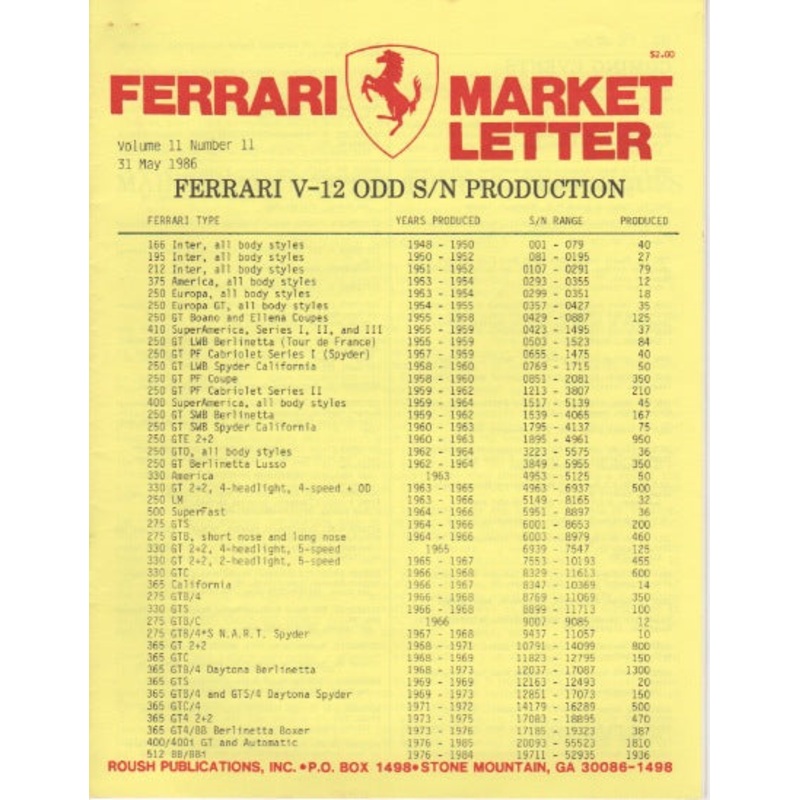 $2.00
FERRARI MARKET
LETTER
Volume 11 Number 11
31 May 1986
FERRARI V-12 ODD S/N PRODUCTION
FERRARI TYPE YEARS PRODUCED S/N RANGE PRODUCED
166 Inter, all body styles 1948 - 1950 001 - 079 40
195 Inter, all body styles 1950 - 1952 081 - 0195 27
212 Inter, all body styles 1951 - 1952 0107 - 0291 79
375 America, all body styles 1953 - 1954 0293 - 0355 12
250 Europa, all body styles 1953 - 1954 0299 - 0351 18
250 Europa GT, all body styles 1954 - 1955 0357 - 0427 35
250 GT Boano and Ellena Coupes 1955 - 1958 0429 - 0887 125
410 SuperAmerica, Series I, II, and III 1955 - 1959 0423 - 1495 37
250 GT LWB Berlinetta (Tour de France) 1955 - 1959 0503 - 1523 84
250 GT PF Cabriolet Series I (Spyder) 1957 - 1959 0655 - 1475 40
250 GT LWB Spyder California 1958 - 1960 0769 - 1715 50
250 GT PF Coupe 1958 - 1960 0851 - 2081 350
250 GT PF Cabriolet Series II 1959 - 1962 1213 - 3807 210
400 SuperAmerica, all body styles 1959 - 1964 1517 - 5139 45
250 GT SWB Berlinetta 1959 - 1962 1539 - 4065 167
250 GT SWB Spyder California 1960 - 1963 1795 - 4137 75
250 GTE 2+2 1960 - 1963 1895 - 4961 950
250 GTO, all body styles 1962 - 1964 3223 - 5575 36
250 GT Berlinetta Lusso 1962 - 1964 3849 - 5955 350
330 America 1963 4953 - 5125 50
330 GT 2+2, 4-headlight, 4-speed + OD 1963 - 1965 4963 - 6937 500
250 LM 1963 - 1966 5149 - 8165 32
500 SuperFast 1964 - 1966 5951 - 8897 36
275 GTS 1964 - 1966 6001 - 8653 200
275 GTB, short nose and long nose 1964 - 1966 6003 - 8979 460
330 GT 2+2, 4-headlight, 5-speed 1965 6939 - 7547 125
330 GT 2+2, 2-headlight, 5-speed 1965 - 1967 7553 - 10193 455
330 GTC 1966 - 1968 8329 - 11613 600
365 California 1966 - 1967 8347 - 10369 14
275 GTB/4 1966 - 1968 8769 - 11069 350
330 GTS 1966 - 1968 8899 - 11713 100
275 GTB/C 1966 9007 - 9085 12
275 GTB/4*S N.A.R.T. Spyder 1967 - 1968 9437 - 11057 10
365 GT 2+2 1968 - 1971 10791 - 14099 800
365 GTC 1968 - 1969 11823 - 12795 150
365 GTB/4 Daytona Berlinetta 1968 - 1973 12037 - 17087 1300
365 GTS 1969 - 1969 12163 - 12493 20
365 GTB/4 and GTS/4 Daytona Spyder 1969 - 1973 12851 - 17073 150
365 GTC/4 1971 - 1972 14179 - 16289 500
365 GT4 2+2 1973 - 1975 17083 - 18895 470
365 GT4/BB Berlinetta Boxer 1973 - 1976 17185 - 19323 387
400/400i GT and Automatic 1976 - 1985 20093 - 55523 1810
512 BB/BBi 1976 - 1984 19711 - 52935 1936
ROUSH PUBLICATIONS, INC. • P.O. BOX 1498 • STONE MOUNTAIN, GA 30086-1498